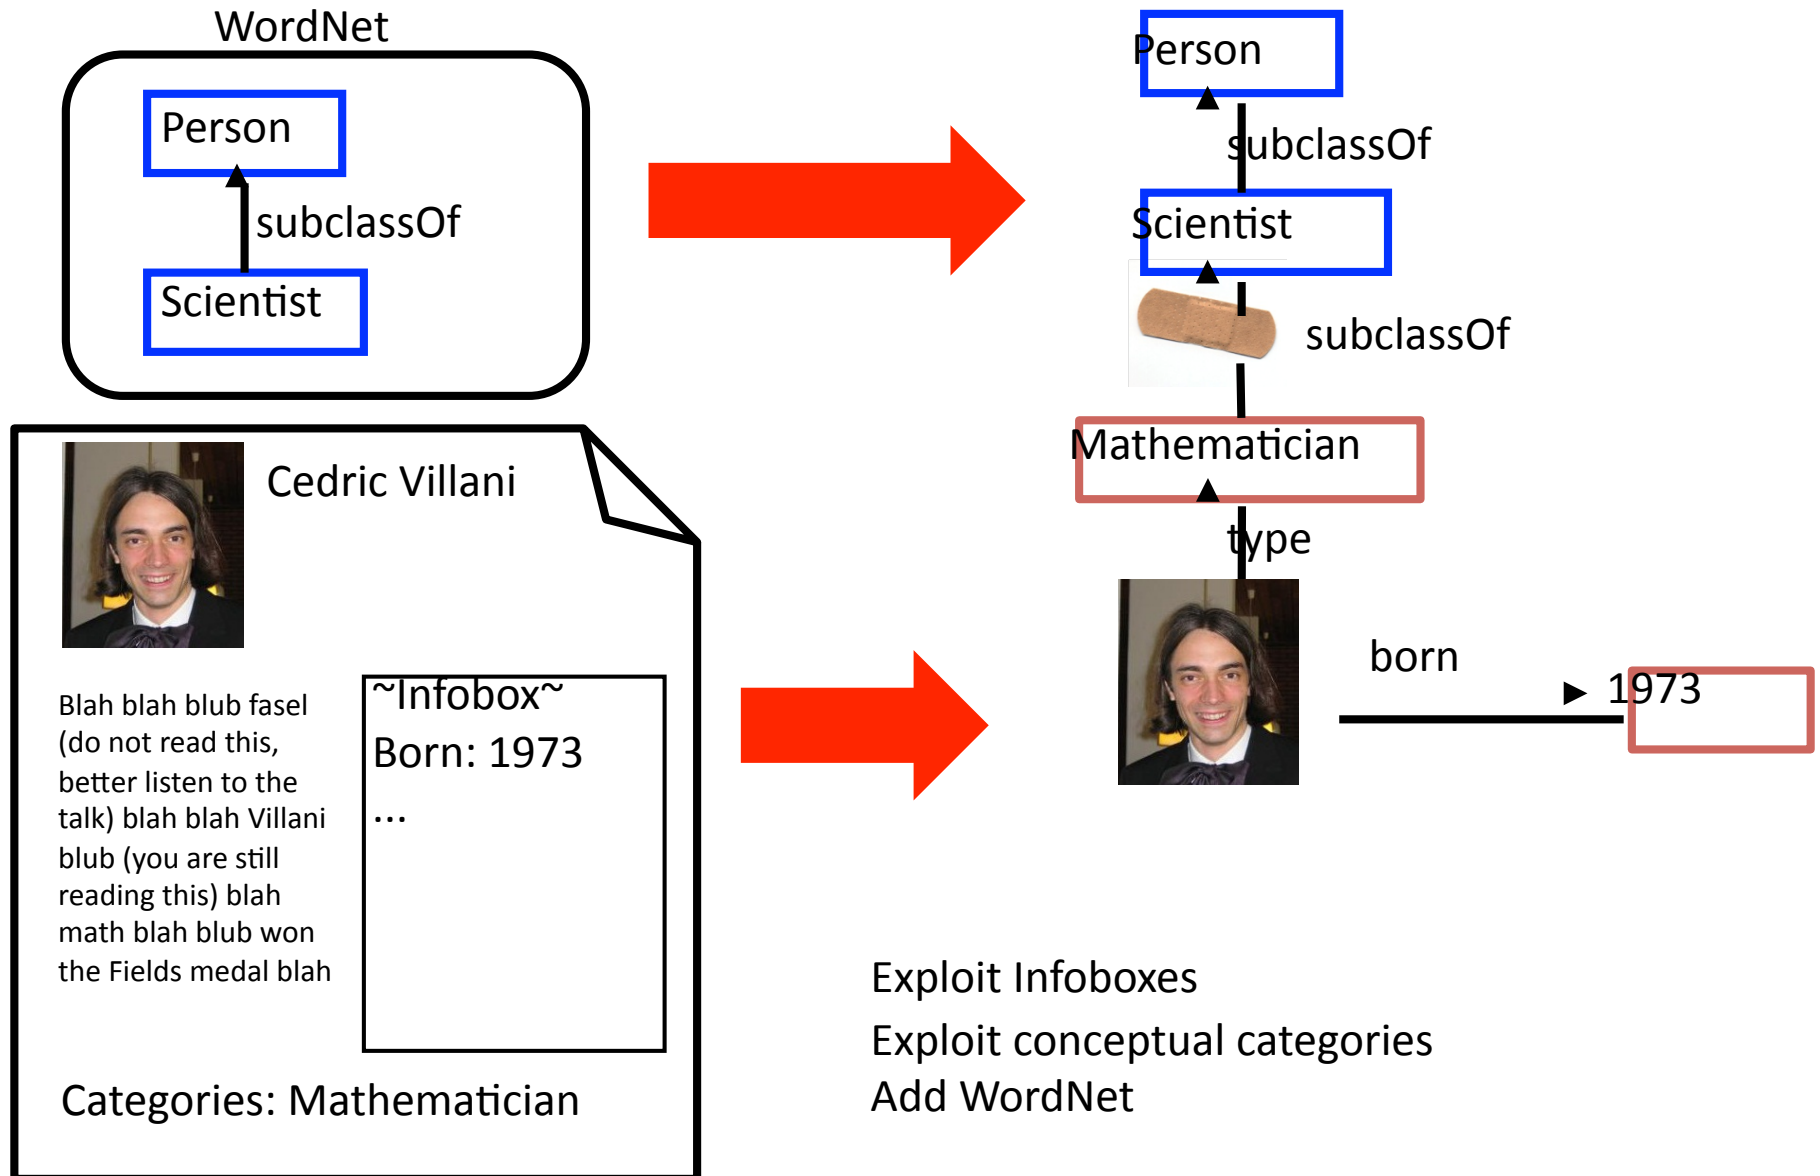 WordNet
Person
subclassOf
Scientist
Cedric Villani
Blah blah blub fasel
(do not read this,
better listen to the
talk) blah blah Villani
blub (you are still
reading this) blah
math blah blub won
the Fields medal blah
~Infobox~
Born: 1973
...
Categories: Mathematician
Person
subclassOf
Scientist
subclassOf
Mathematician
type
born
1973
Exploit Infoboxes
Exploit conceptual categories
Add WordNet